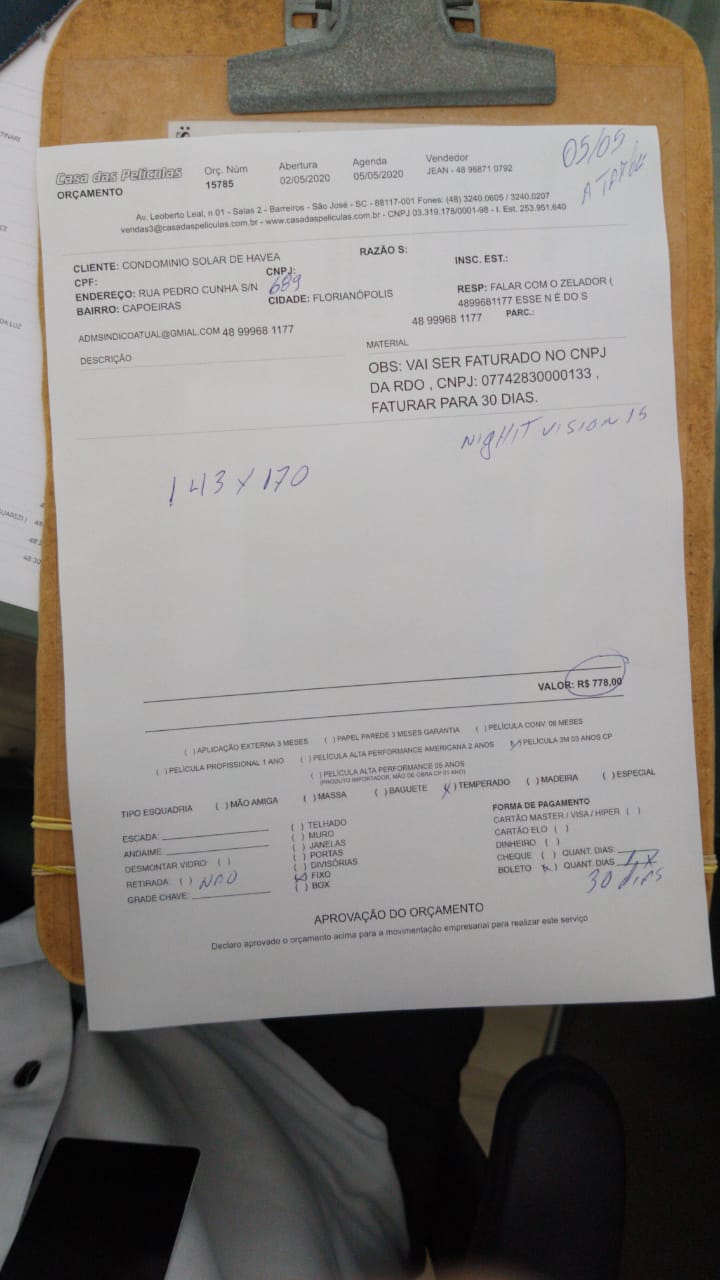 Casa das Películas
ORÇAMENTO
Orç. Núm
15785
Abertura
02/05/2020
Agenda
05/05/2020
Vendedor
JEAN - 48 98871 0792
05/05
A TARDE
Av. Leoberto Leal, n 01 - Salas 2 - Barreiros - São José - SC - 88117-001 Fones: (48) 3240.0605 / 3240.0207
vendas3@casadaspeliculas.com.br - www.casadaspeliculas.com.br - CNPJ 03.319.178/0001-98 - I. Est. 253.951.640
CLIENTE: CONDOMINIO SOLAR DE HAVEA
RAZÃO S:
CPF:
CNPJ:
INSC. EST.:
ENDEREÇO: RUA PEDRO CUNHA S/N 689
BAIRRO: CAPOEIRAS
CIDADE: FLORIANÓPOLIS
RESP: FALAR COM O ZELADOR (
4899681177 ESSE N É DO S
ADMSINDICOATUAL@GMIAL.COM 48 99968 1177
48 99968 1177
PARC.:
DESCRIÇÃO
MATERIAL
OBS: VAI SER FATURADO NO CNPJ
DA RDO , CNPJ: 07742830000133 ,
FATURAR PARA 30 DIAS.
NIGHIT VISION 15
143 X 170
VALOR: R$ 778,00
( ) APLICAÇÃO EXTERNA 3 MESES ( ) PAPEL PAREDE 3 MESES GARANTIA ( ) PELÍCULA CONV. 06 MESES
( ) PELÍCULA PROFISSIONAL 1 ANO ( ) PELÍCULA ALTA PERFORMANCE AMERICANA 2 ANOS (X) PELÍCULA 3M 03 ANOS CP
( ) PELÍCULA ALTA PERFORMANCE 05 ANOS
(PRODUTO IMPORTADOR, MÃO DE OBRA CP 01 ANO)
TIPO ESQUADRIA ( ) MÃO AMIGA ( ) MASSA ( ) BAGUETE (X) TEMPERADO ( ) MADEIRA ( ) ESPECIAL
ESCADA:
ANDAIME:
DESMONTAR VIDRO: ( )
RETIRADA: ( ) NÃO
GRADE CHAVE:
( ) TELHADO
( ) MURO
( ) JANELAS
( ) PORTAS
( ) DIVISÓRIAS
(X) FIXO
( ) BOX
FORMA DE PAGAMENTO
CARTÃO MASTER / VISA / HIPER ( )
CARTÃO ELO ( )
DINHEIRO ( )
CHEQUE ( ) QUANT. DIAS:
BOLETO (X) QUANT. DIAS 1X
30 DIAS
APROVAÇÃO DO ORÇAMENTO
Declaro aprovado o orçamento acima para a movimentação empresarial para realizar este serviço